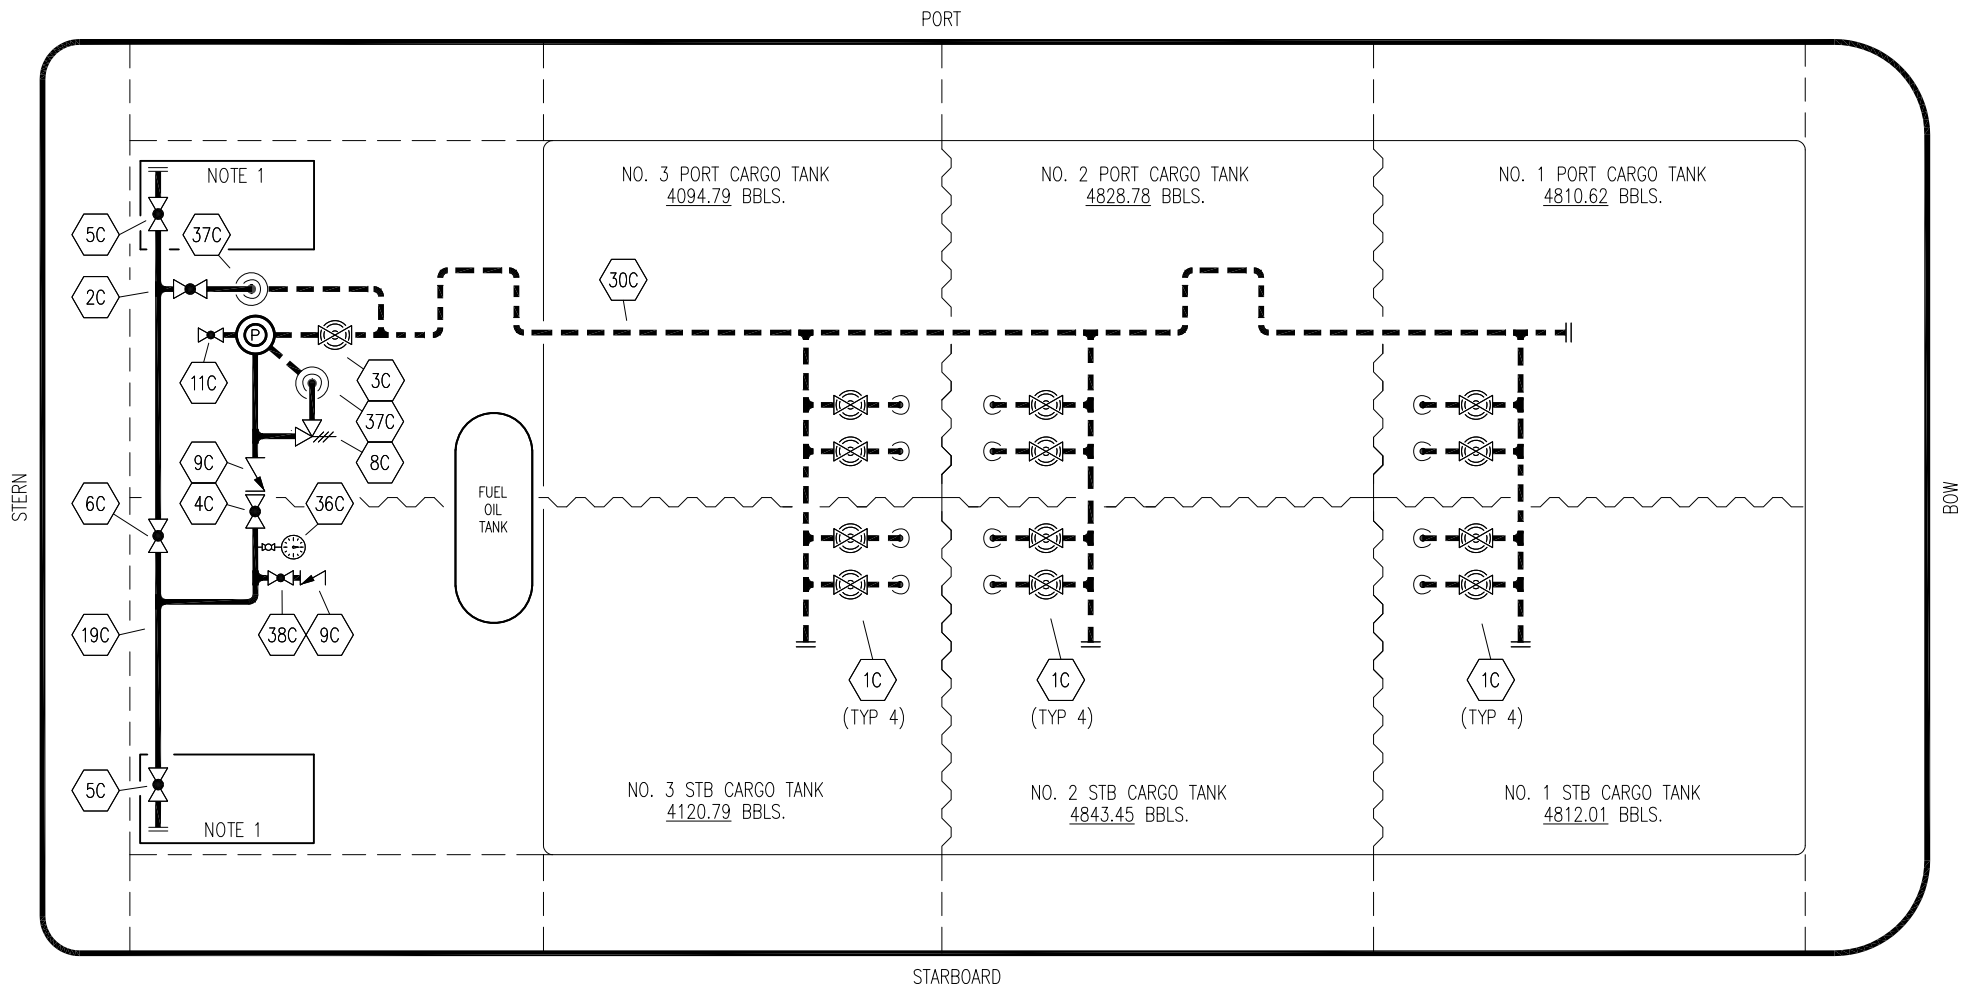 PORT
NO. 3 PORT CARGO TANK
4094.79 BBLS.
NO. 2 PORT CARGO TANK
4828.78 BBLS.
NO. 1 PORT CARGO TANK
4810.62 BBLS.
NOTE 1
5C
37C
2C
30C
P
11C
3C
37C
8C
9C
4C
36C
6C
FUEL
OIL
TANK
STERN
BOW
19C
38C
9C
1C
(TYP 4)
1C
(TYP 4)
1C
(TYP 4)
5C
NOTE 1
NO. 3 STB CARGO TANK
4120.79 BBLS.
NO. 2 STB CARGO TANK
4843.45 BBLS.
NO. 1 STB CARGO TANK
4812.01 BBLS.
STARBOARD